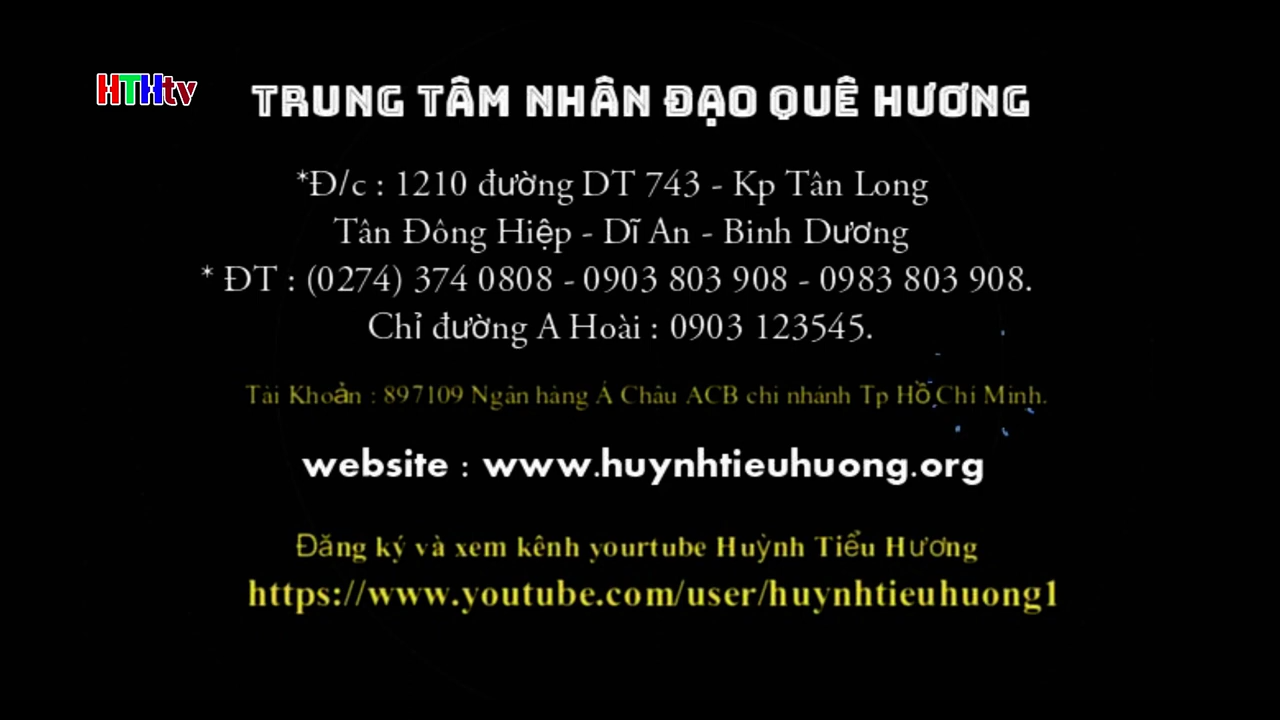 HTHtv
TRUNG TÂM NHÂN ĐẠO QUÊ HƯƠNG
*Đ/c : 1210 đường DT 743 - Kp Tân Long
Tân Đông Hiệp - Dĩ An - Binh Dương
* ĐT : (0274) 374 0808 - 0903 803 908 - 0983 803 908.
Chỉ đường A Hoài : 0903 123545.
Tài Khoản : 897109 Ngân hàng Á Châu ACB chi nhánh Tp Hồ Chí Minh.
website : www.huynhtieuhuong.org
Đăng ký và xem kênh yourtube Huỳnh Tiểu Hương
https://www.youtube.com/user/huynhtieuhuong1